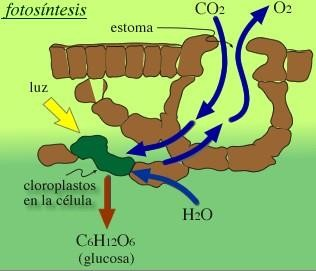 fotosíntesis
CO2
O2
estoma
luz
cloroplastos
en la célula
H2O
C6H12O6
(glucosa)